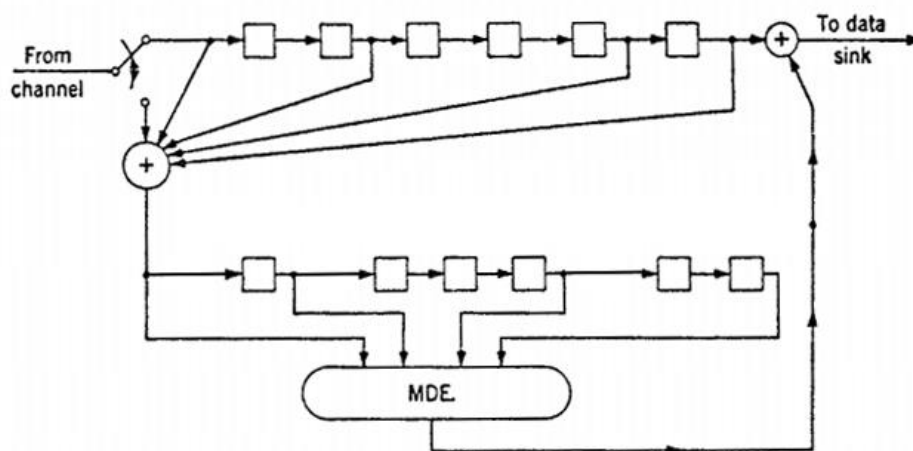 From
channel
+
To data
sink
+
MDE.